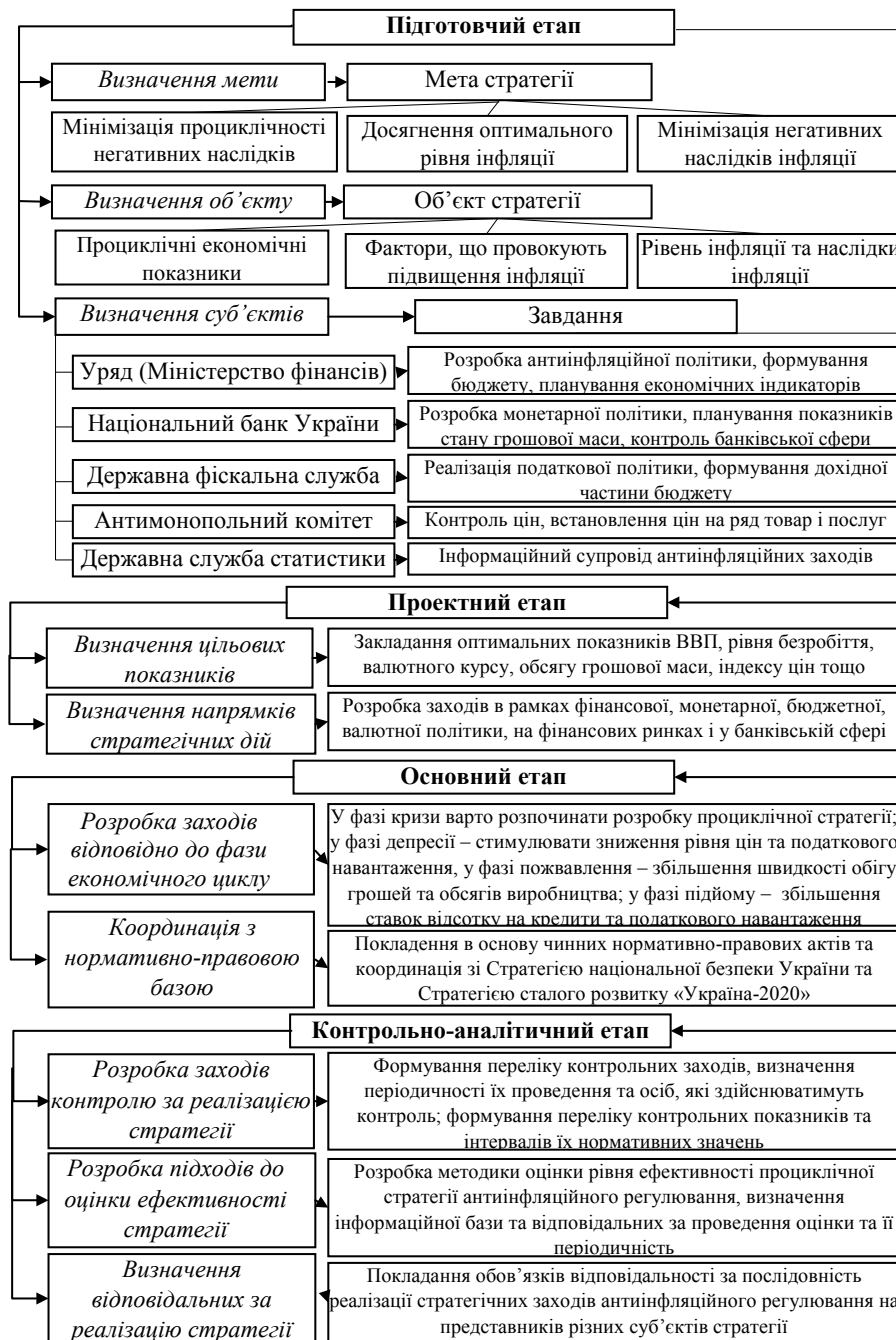 Підготовчий етап
Визначення мети
Мета стратегії
Мінімізація проциклічності
негативних наслідків
Досягнення оптимального
рівня інфляції
Мінімізація негативних
наслідків інфляції
Визначення об’єкту
Об’єкт стратегії
Проциклічні економічні
показники
Фактори, що провокують
підвищення інфляції
Рівень інфляції та наслідки
інфляції
Визначення суб’єктів
Завдання
Уряд (Міністерство фінансів)
Розробка антиінфляційної політики, формування
бюджету, планування економічних індикаторів
Національний банк України
Розробка монетарної політики, планування показників
стану грошової маси, контроль банківської сфери
Державна фіскальна служба
Реалізація податкової політики, формування дохідної
частини бюджету
Антимонопольний комітет
Контроль цін, встановлення цін на ряд товар і послуг
Державна служба статистики
Інформаційний супровід антиінфляційних заходів
Проектний етап
Визначення цільових
показників
Закладання оптимальних показників ВВП, рівня безробіття,
валютного курсу, обсягу грошової маси, індексу цін тощо
Визначення напрямків
стратегічних дій
Розробка заходів в рамках фінансової, монетарної, бюджетної,
валютної політики, на фінансових ринках і у банківській сфері
Основний етап
Розробка заходів
відповідно до фази
економічного циклу
У фазі кризи варто розпочинати розробку проциклічної стратегії;
у фазі депресії – стимулювати зниження рівня цін та податкового
навантаження, у фазі пожвавлення – збільшення швидкості обігу
грошей та обсягів виробництва; у фазі підйому – збільшення
ставок відсотку на кредити та податкового навантаження
Координація з
нормативно-правовою
базою
Покладення в основу чинних нормативно-правових актів та
координація зі Стратегією національної безпеки України та
Стратегією сталого розвитку «Україна-2020»
Контрольно-аналітичний етап
Розробка заходів
контролю за реалізацією
стратегії
Формування переліку контрольних заходів, визначення
періодичності їх проведення та осіб, які здійснюватимуть
контроль; формування переліку контрольних показників та
інтервалів їх нормативних значень
Розробка підходів до
оцінки ефективності
стратегії
Розробка методики оцінки рівня ефективності проциклічної
стратегії антиінфляційного регулювання, визначення
інформаційної бази та відповідальних за проведення оцінки та її
періодичність
Визначення
відповідальних за
реалізацію стратегії
Покладання обов’язків відповідальності за послідовність
реалізації стратегічних заходів антиінфляційного регулювання на
представників різних суб’єктів стратегії